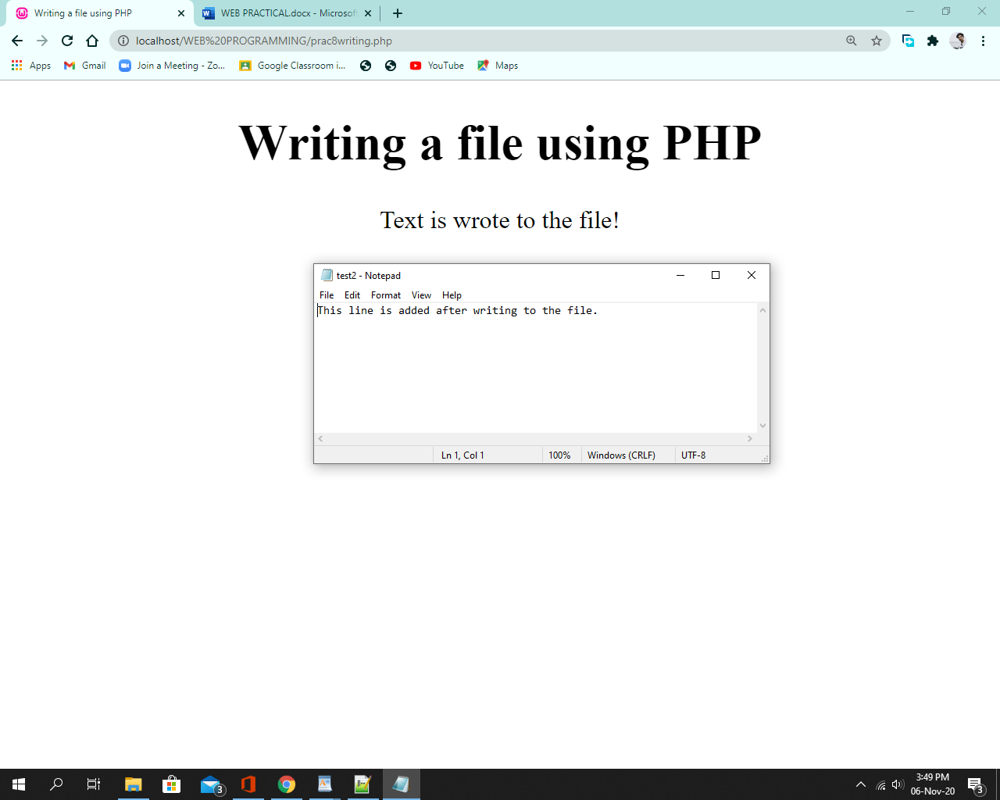 Writing a file using PHP
WEB PRACTICAL.docx - Microsoft
localhost/WEB%20PROGRAMMING/prac8writing.php
Apps Gmail Join a Meeting - Zo... Google Classroom i... YouTube Maps
Writing a file using PHP
Text is wrote to the file!
test2 - Notepad
File Edit Format View Help
This line is added after writing to the file.
Ln 1, Col 1 100% Windows (CRLF) UTF-8
3
3:49 PM
06-Nov-20
3